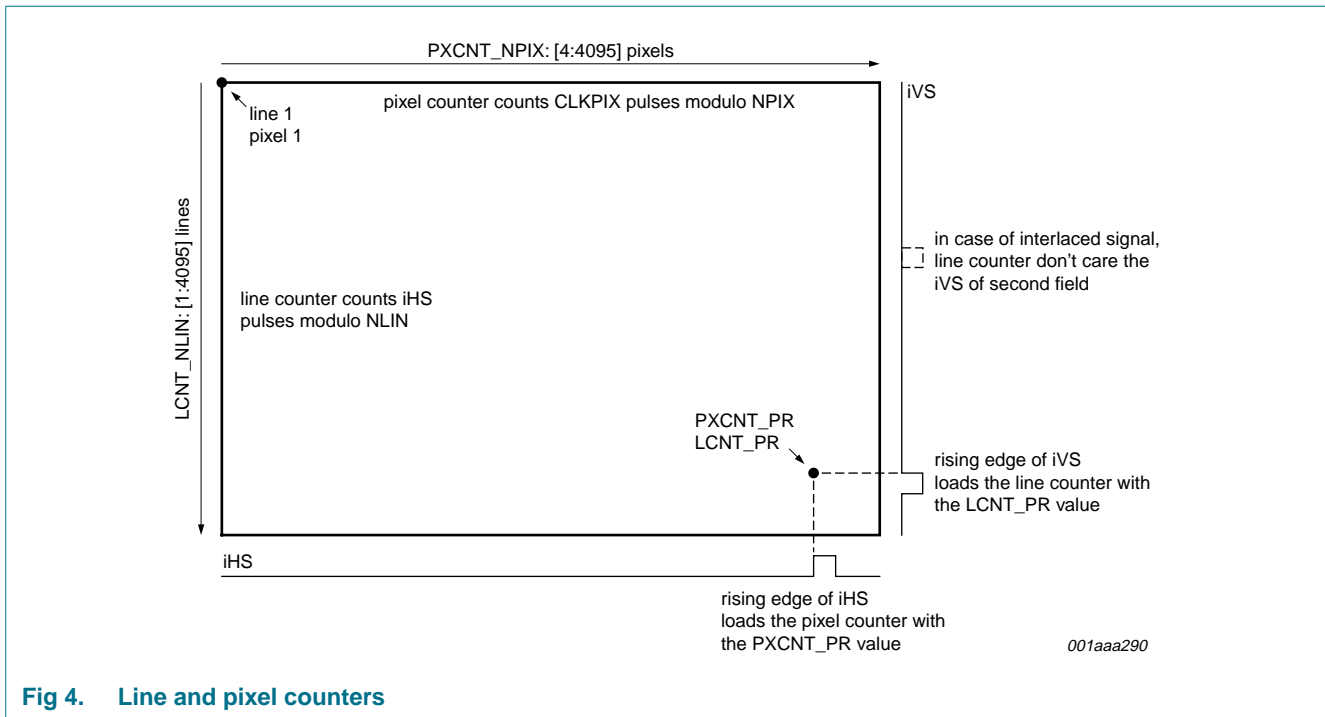 PXCNT_NPIX: [4:4095] pixels
pixel counter counts CLKPIX pulses modulo NPIX
iVS
line 1
pixel 1
LCNT_NLIN: [1:4095] lines
in case of interlaced signal,
line counter don't care the
iVS of second field
line counter counts iHS
pulses modulo NLIN
PXCNT_PR
LCNT_PR
rising edge of iVS
loads the line counter with
the LCNT_PR value
iHS
rising edge of iHS
loads the pixel counter with
the PXCNT_PR value
001aaa290
Fig 4. Line and pixel counters